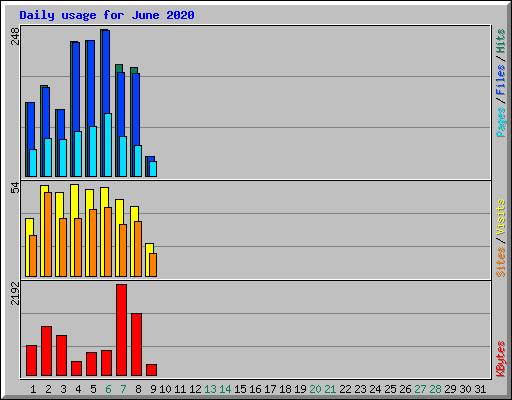 Daily usage for June 2020
248
54
2192
Pages/Files/Hits
Sites/Visits
KBytes
1 2 3 4 5 6 7 8 9 10 11 12 13 14 15 16 17 18 19 20 21 22 23 24 25 26 27 28 29 30 31